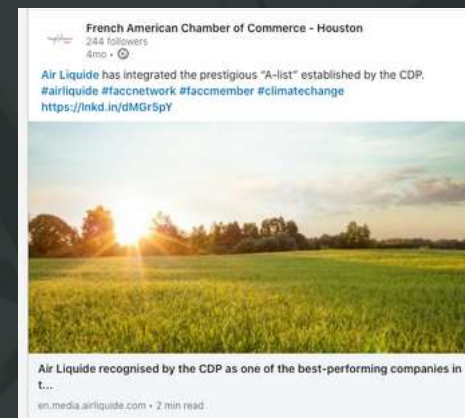 French American Chamber of Commerce - Houston
244 followers
4mo •
Air Liquide has integrated the prestigious "A-list" established by the CDP.
#airliquide #faccnetwork #faccmember #climatechange
https://lnkd.in/dMGr5pY
Air Liquide recognised by the CDP as one of the best-performing companies in
t...
en.media.airliquide.com • 2 min read